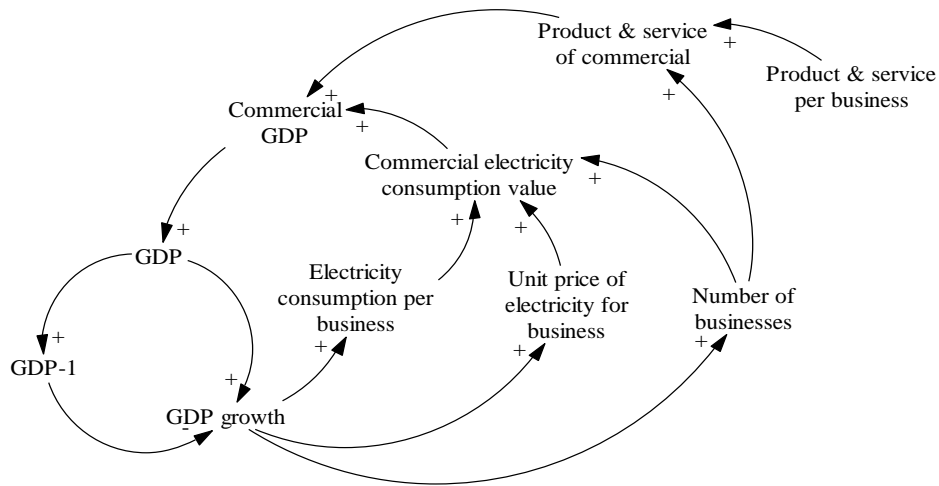 Product & service
of commercial
+
Product & service
per business
+
+
Commercial
GDP
+
+
Commercial electricity
consumption value
+
+
+
+
GDP
Electricity
consumption per
business
Unit price of
electricity for
business
Number of
businesses
+
GDP-1
+
+
+
+
GDP growth
-